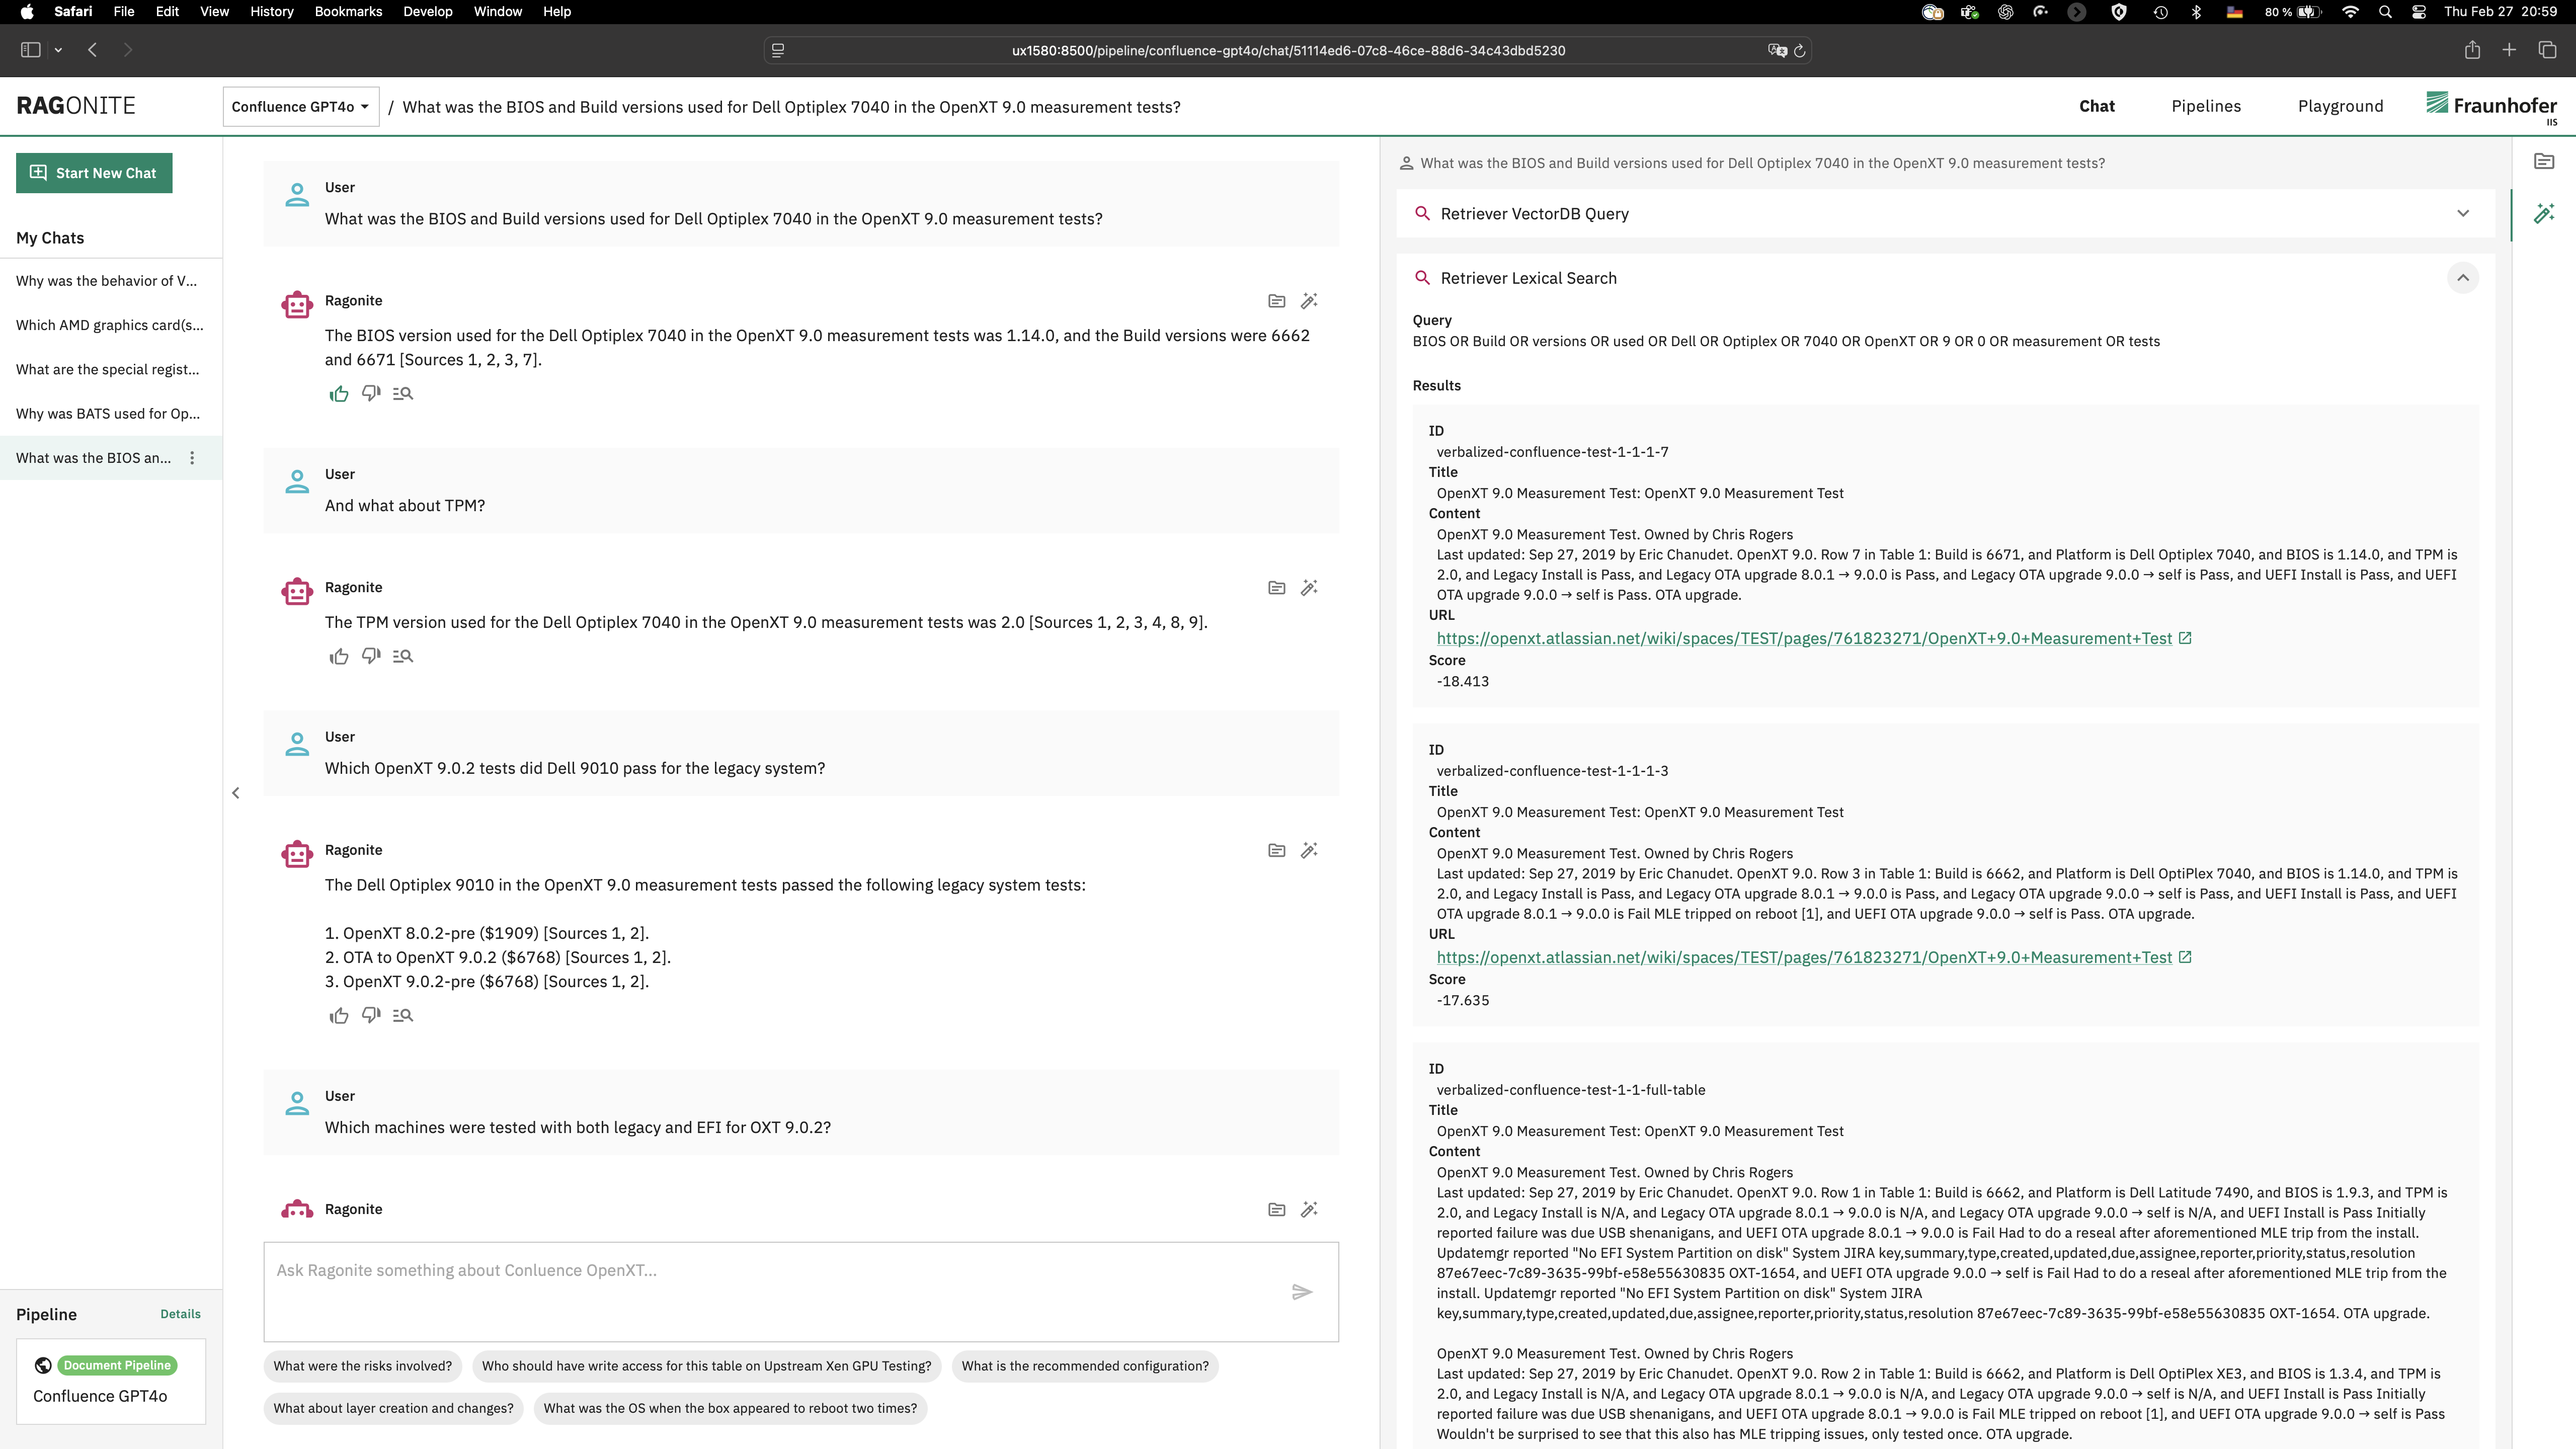 Safari File Edit View History Bookmarks Develop Window Help
80 % Thu Feb 27 20:59
ux1580:8500/pipeline/confluence-gpt4o/chat/51114ed6-07c8-46ce-88d6-34c43dbd5230
RAGONITE
Confluence GPT4o / What was the BIOS and Build versions used for Dell Optiplex 7040 in the OpenXT 9.0 measurement tests?
Chat Pipelines Playground
Fraunhofer
IIS
Start New Chat
My Chats
Why was the behavior of V...
Which AMD graphics card(s...
What are the special regist...
Why was BATS used for Op...
What was the BIOS an...
Pipeline Details
Document Pipeline
Confluence GPT4o
User
What was the BIOS and Build versions used for Dell Optiplex 7040 in the OpenXT 9.0 measurement tests?
Ragonite
The BIOS version used for the Dell Optiplex 7040 in the OpenXT 9.0 measurement tests was 1.14.0, and the Build versions were 6662
and 6671 [Sources 1, 2, 3, 7].
User
And what about TPM?
Ragonite
The TPM version used for the Dell Optiplex 7040 in the OpenXT 9.0 measurement tests was 2.0 [Sources 1, 2, 3, 4, 8, 9].
User
Which OpenXT 9.0.2 tests did Dell 9010 pass for the legacy system?
Ragonite
The Dell Optiplex 9010 in the OpenXT 9.0 measurement tests passed the following legacy system tests:
1. OpenXT 8.0.2-pre ($1909) [Sources 1, 2].
2. OTA to OpenXT 9.0.2 ($6768) [Sources 1, 2].
3. OpenXT 9.0.2-pre ($6768) [Sources 1, 2].
User
Which machines were tested with both legacy and EFI for OXT 9.0.2?
Ragonite
Ask Ragonite something about Conluence OpenXT...
What were the risks involved? Who should have write access for this table on Upstream Xen GPU Testing? What is the recommended configuration?
What about layer creation and changes? What was the OS when the box appeared to reboot two times?
What was the BIOS and Build versions used for Dell Optiplex 7040 in the OpenXT 9.0 measurement tests?
Retriever VectorDB Query
Retriever Lexical Search
Query
BIOS OR Build OR versions OR used OR Dell OR Optiplex OR 7040 OR OpenXT OR 9 OR 0 OR measurement OR tests
Results
ID
verbalized-confluence-test-1-1-1-7
Title
OpenXT 9.0 Measurement Test: OpenXT 9.0 Measurement Test
Content
OpenXT 9.0 Measurement Test. Owned by Chris Rogers
Last updated: Sep 27, 2019 by Eric Chanudet. OpenXT 9.0. Row 7 in Table 1: Build is 6671, and Platform is Dell Optiplex 7040, and BIOS is 1.14.0, and TPM is
2.0, and Legacy Install is Pass, and Legacy OTA upgrade 8.0.1 → 9.0.0 is Pass, and Legacy OTA upgrade 9.0.0 → self is Pass, and UEFI Install is Pass, and UEFI
OTA upgrade 9.0.0 → self is Pass. OTA upgrade.
URL
https://openxt.atlassian.net/wiki/spaces/TEST/pages/761823271/OpenXT+9.0+Measurement+Test
Score
-18.413
ID
verbalized-confluence-test-1-1-1-3
Title
OpenXT 9.0 Measurement Test: OpenXT 9.0 Measurement Test
Content
OpenXT 9.0 Measurement Test. Owned by Chris Rogers
Last updated: Sep 27, 2019 by Eric Chanudet. OpenXT 9.0. Row 3 in Table 1: Build is 6662, and Platform is Dell OptiPlex 7040, and BIOS is 1.14.0, and TPM is
2.0, and Legacy Install is Pass, and Legacy OTA upgrade 8.0.1 → 9.0.0 is Pass, and Legacy OTA upgrade 9.0.0 → self is Pass, and UEFI Install is Pass, and UEFI
OTA upgrade 8.0.1 → 9.0.0 is Fail MLE tripped on reboot [1], and UEFI OTA upgrade 9.0.0 → self is Pass. OTA upgrade.
URL
https://openxt.atlassian.net/wiki/spaces/TEST/pages/761823271/OpenXT+9.0+Measurement+Test
Score
-17.635
ID
verbalized-confluence-test-1-1-full-table
Title
OpenXT 9.0 Measurement Test: OpenXT 9.0 Measurement Test
Content
OpenXT 9.0 Measurement Test. Owned by Chris Rogers
Last updated: Sep 27, 2019 by Eric Chanudet. OpenXT 9.0. Row 1 in Table 1: Build is 6662, and Platform is Dell Latitude 7490, and BIOS is 1.9.3, and TPM is
2.0, and Legacy Install is N/A, and Legacy OTA upgrade 8.0.1 → 9.0.0 is N/A, and Legacy OTA upgrade 9.0.0 → self is N/A, and UEFI Install is Pass Initially
reported failure was due USB shenanigans, and UEFI OTA upgrade 8.0.1 → 9.0.0 is Fail Had to do a reseal after aforementioned MLE trip from the install.
Updatemgr reported "No EFI System Partition on disk" System JIRA key,summary,type,created,updated,due,assignee,reporter,priority,status,resolution
87e67eec-7c89-3635-99bf-e58e55630835 OXT-1654, and UEFI OTA upgrade 9.0.0 → self is Fail Had to do a reseal after aforementioned MLE trip from the
install. Updatemgr reported "No EFI System Partition on disk" System JIRA
key,summary,type,created,updated,due,assignee,reporter,priority,status,resolution 87e67eec-7c89-3635-99bf-e58e55630835 OXT-1654. OTA upgrade.
OpenXT 9.0 Measurement Test. Owned by Chris Rogers
Last updated: Sep 27, 2019 by Eric Chanudet. OpenXT 9.0. Row 2 in Table 1: Build is 6662, and Platform is Dell OptiPlex XE3, and BIOS is 1.3.4, and TPM is
2.0, and Legacy Install is N/A, and Legacy OTA upgrade 8.0.1 → 9.0.0 is N/A, and Legacy OTA upgrade 9.0.0 → self is N/A, and UEFI Install is Pass Initially
reported failure was due USB shenanigans, and UEFI OTA upgrade 8.0.1 → 9.0.0 is Fail MLE tripped on reboot [1], and UEFI OTA upgrade 9.0.0 → self is Pass
Wouldn't be surprised to see that this also has MLE tripping issues, only tested once. OTA upgrade.